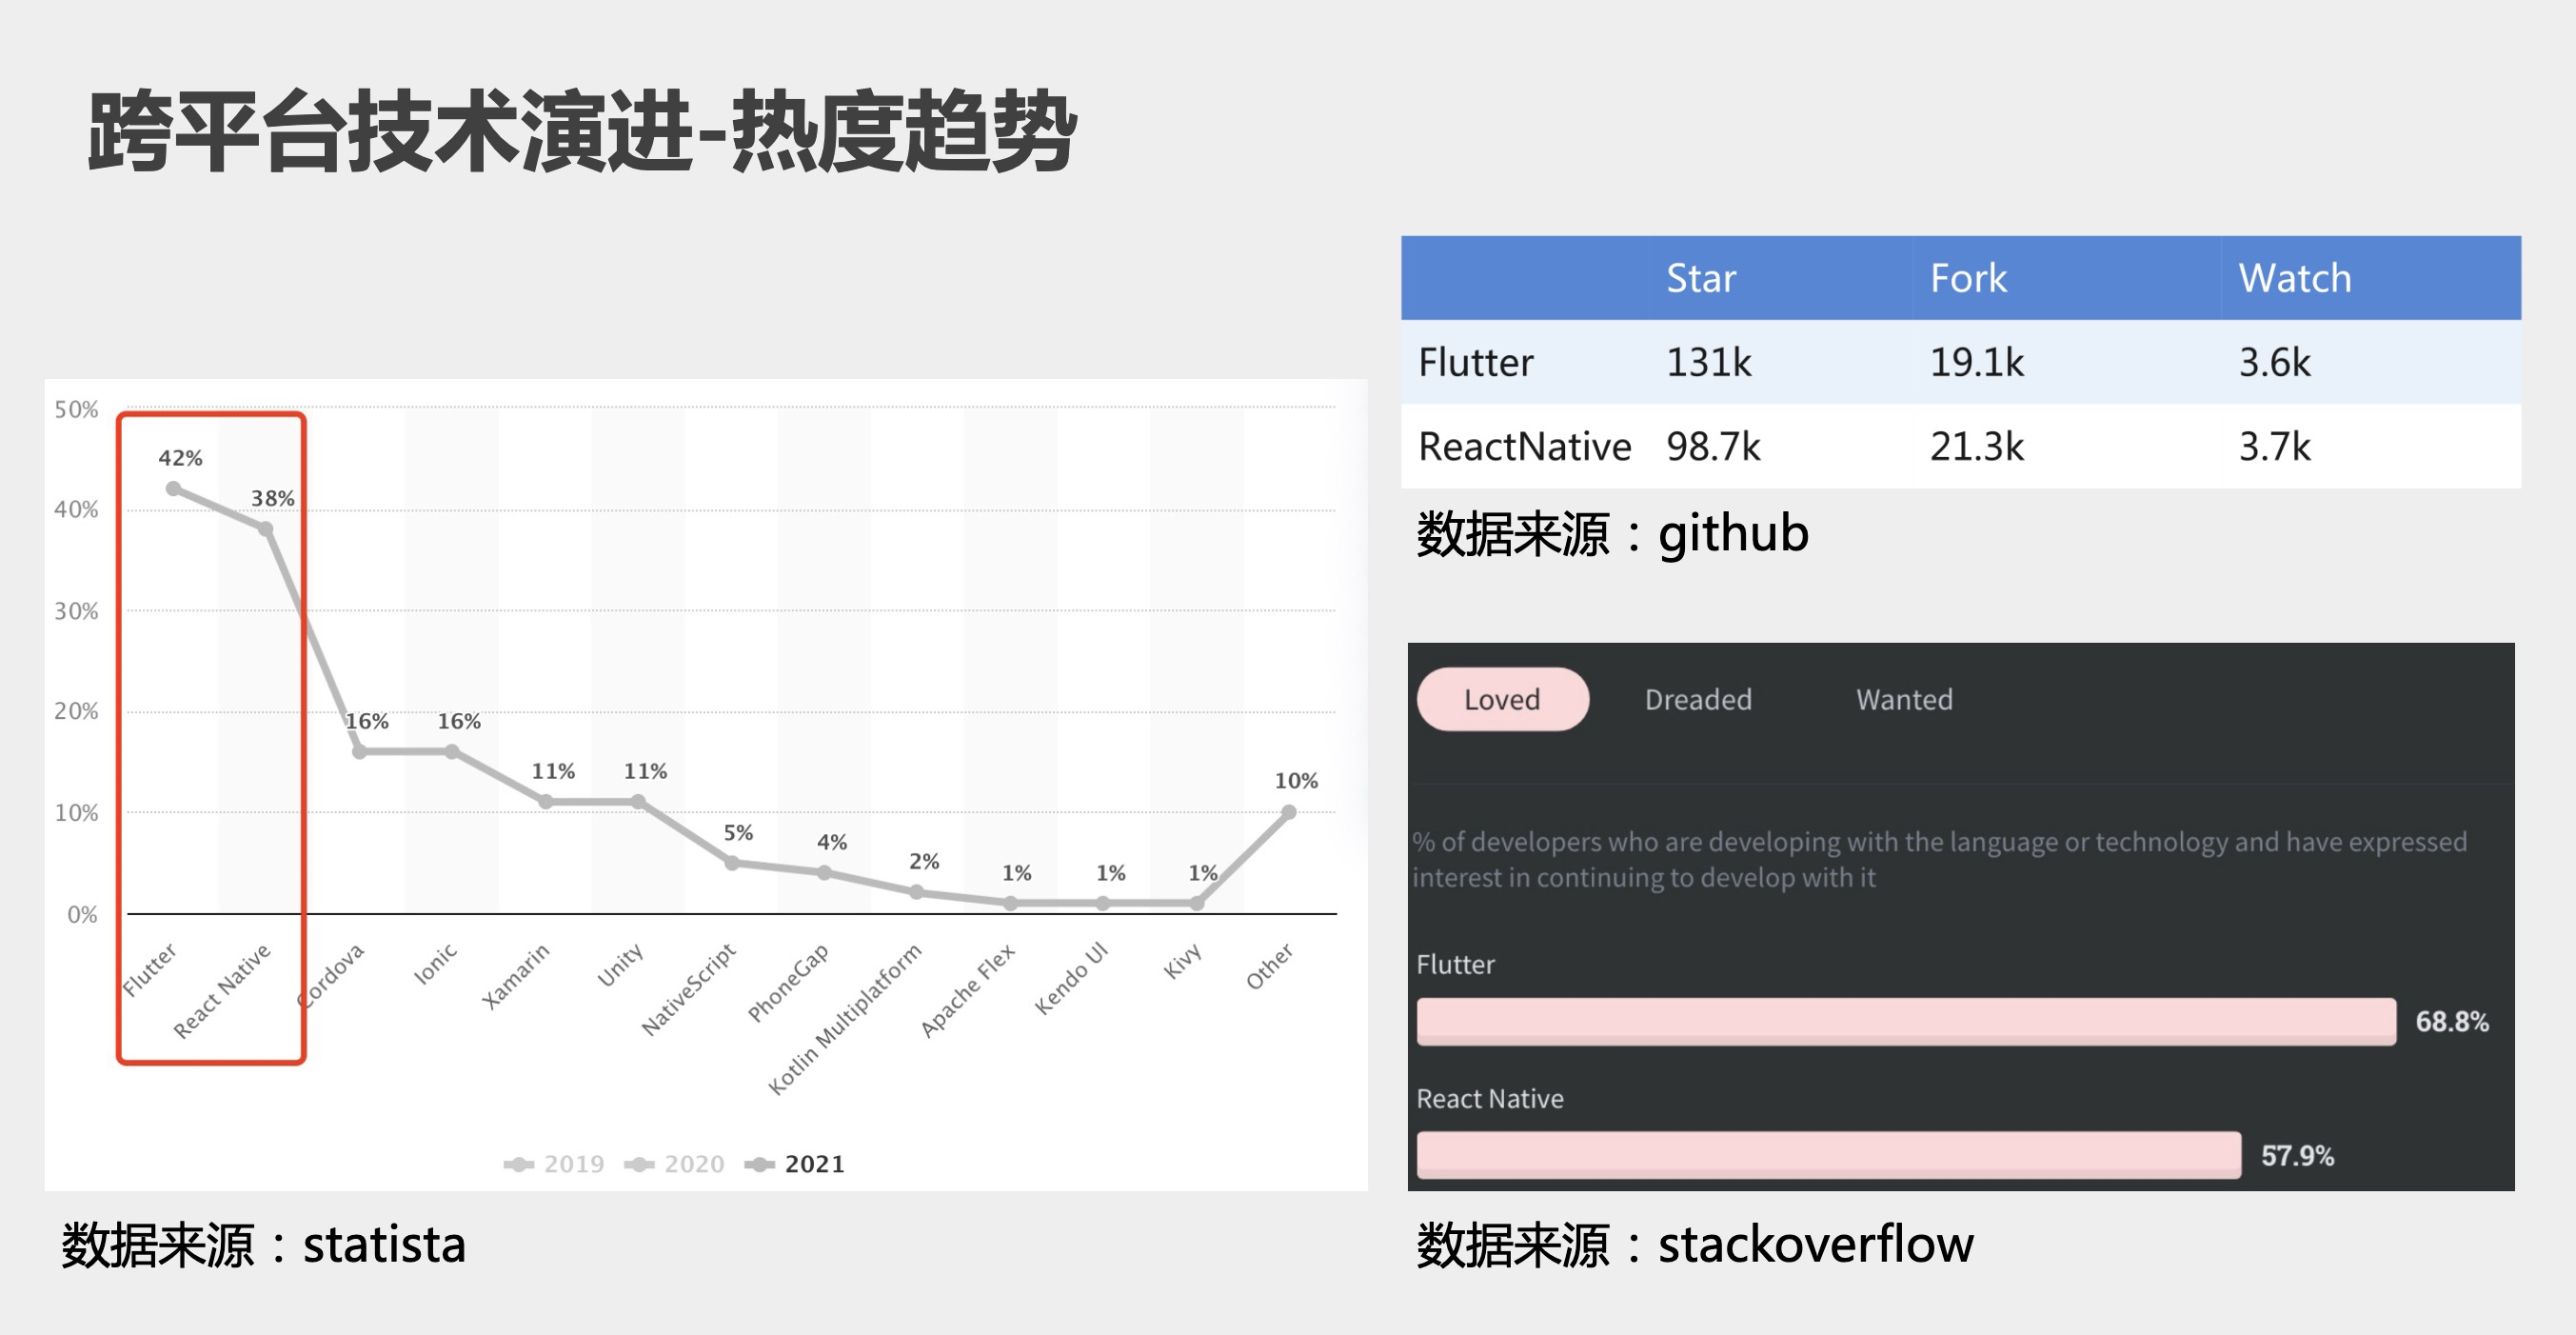 跨平台技术演进-热度趋势
50%
40%
30%
20%
10%
0%
42%
38%
16%
16%
11%
11%
5%
4%
2%
1%
1%
1%
10%
Flutter
React Native
Cordova
Ionic
Xamarin
Unity
NativeScript
PhoneGap
Kotlin Multiplatform
Apache Flex
Kendo UI
Kivy
Other
2019 2020 2021
数据来源：statista
Star Fork Watch
Flutter 131k 19.1k 3.6k
ReactNative 98.7k 21.3k 3.7k
数据来源：github
Loved Dreaded Wanted
% of developers who are developing with the language or technology and have expressed
interest in continuing to develop with it
Flutter
68.8%
React Native
57.9%
数据来源：stackoverflow